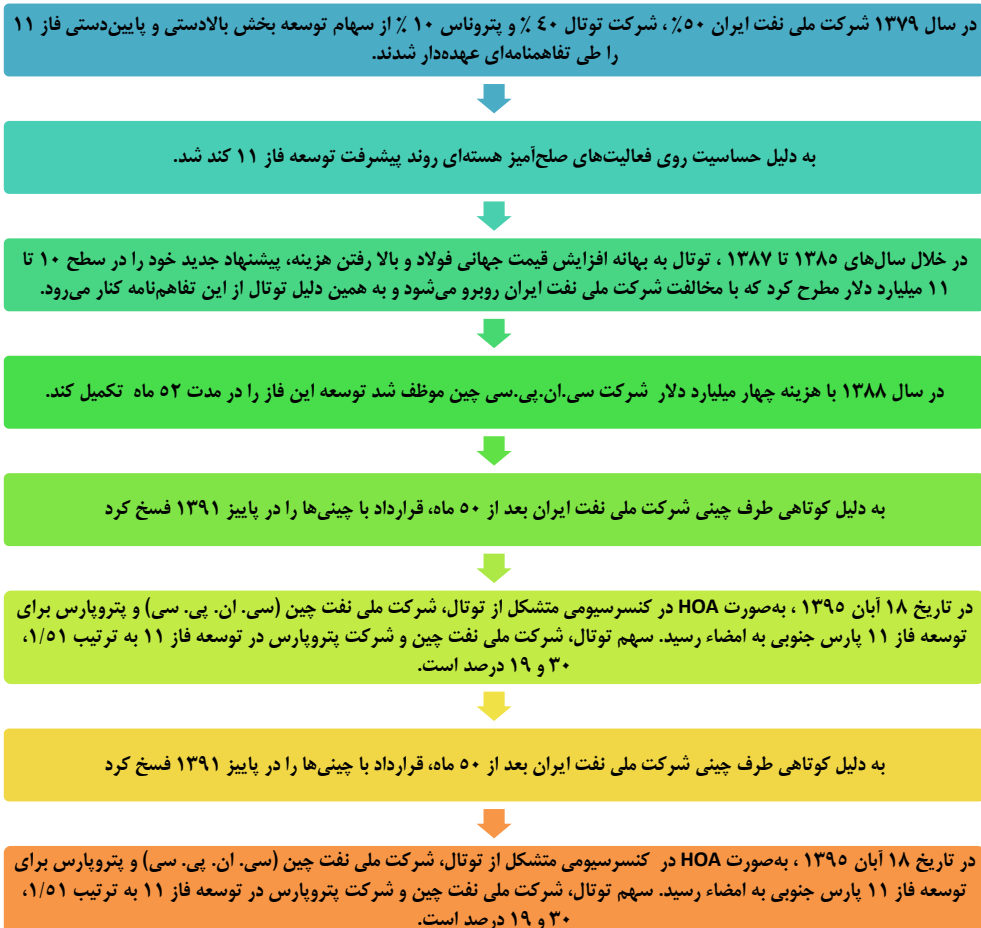 در سال ۱۳۷۹ شرکت ملی نفت ایران ۵۰٪ ، شرکت توتال ۴۰ ٪ و پتروناس ۱۰ ٪ از سهام توسعه بخش بالادستی و پایین‌دستی فاز ۱۱
را طی تفاهمنامه‌ای عهده‌دار شدند.
به دلیل حساسیت روی فعالیت‌های صلح‌آمیز هسته‌ای روند پیشرفت توسعه فاز ۱۱ کند شد.
در خلال سال‌های ۱۳۸۵ تا ۱۳۸۷ ، توتال به بهانه افزایش قیمت جهانی فولاد و بالا رفتن هزینه، پیشنهاد جدید خود را در سطح ۱۰ تا
۱۱ میلیارد دلار مطرح کرد که با مخالفت شرکت ملی نفت ایران روبرو می‌شود و به همین دلیل توتال از این تفاهم‌نامه کنار می‌رود.
در سال ۱۳۸۸ با هزینه چهار میلیارد دلار شرکت سی.ان.پی.سی چین موظف شد توسعه این فاز را در مدت ۵۲ ماه تکمیل کند.
به دلیل کوتاهی طرف چینی شرکت ملی نفت ایران بعد از ۵۰ ماه، قرارداد با چینی‌ها را در پاییز ۱۳۹۱ فسخ کرد
در تاریخ ۱۸ آبان ۱۳۹۵ ، به‌صورت HOA در کنسرسیومی متشکل از توتال، شرکت ملی نفت چین (سی. ان. پی. سی) و پتروپارس برای
توسعه فاز ۱۱ پارس جنوبی به امضاء رسید. سهم توتال، شرکت ملی نفت چین و شرکت پتروپارس در توسعه فاز ۱۱ به ترتیب ۱/۵۱،
۳۰ و ۱۹ درصد است.
به دلیل کوتاهی طرف چینی شرکت ملی نفت ایران بعد از ۵۰ ماه، قرارداد با چینی‌ها را در پاییز ۱۳۹۱ فسخ کرد
در تاریخ ۱۸ آبان ۱۳۹۵ ، به‌صورت HOA در کنسرسیومی متشکل از توتال، شرکت ملی نفت چین (سی. ان. پی. سی) و پتروپارس برای
توسعه فاز ۱۱ پارس جنوبی به امضاء رسید. سهم توتال، شرکت ملی نفت چین و شرکت پتروپارس در توسعه فاز ۱۱ به ترتیب ۱/۵۱،
۳۰ و ۱۹ درصد است.